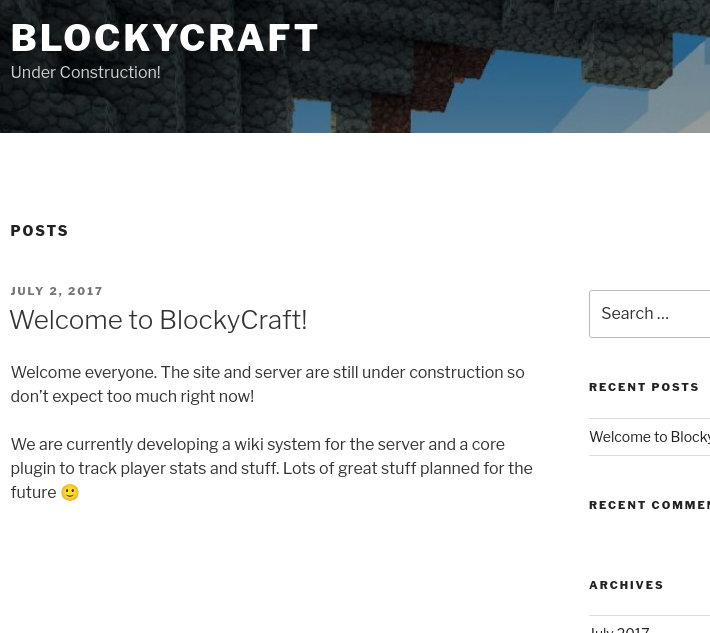 BLOCKYCRAFT
Under Construction!
POSTS
JULY 2, 2017
Welcome to BlockyCraft!
Welcome everyone. The site and server are still under construction so
don’t expect too much right now!
We are currently developing a wiki system for the server and a core
plugin to track player stats and stuff. Lots of great stuff planned for the
future 🙂
Search …
RECENT POSTS
Welcome to Blocky
RECENT COMMEN
ARCHIVES
July 2017